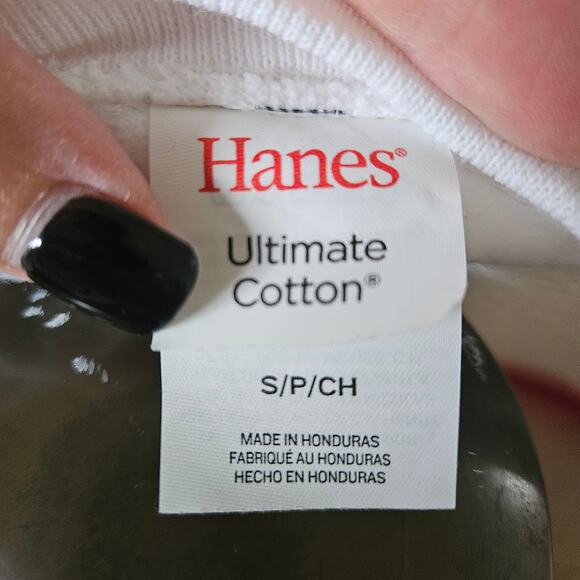 Hanes®
Ultimate
Cotton®
S/P/CH
MADE IN HONDURAS
FABRIQUÉ AU HONDURAS
HECHO EN HONDURAS